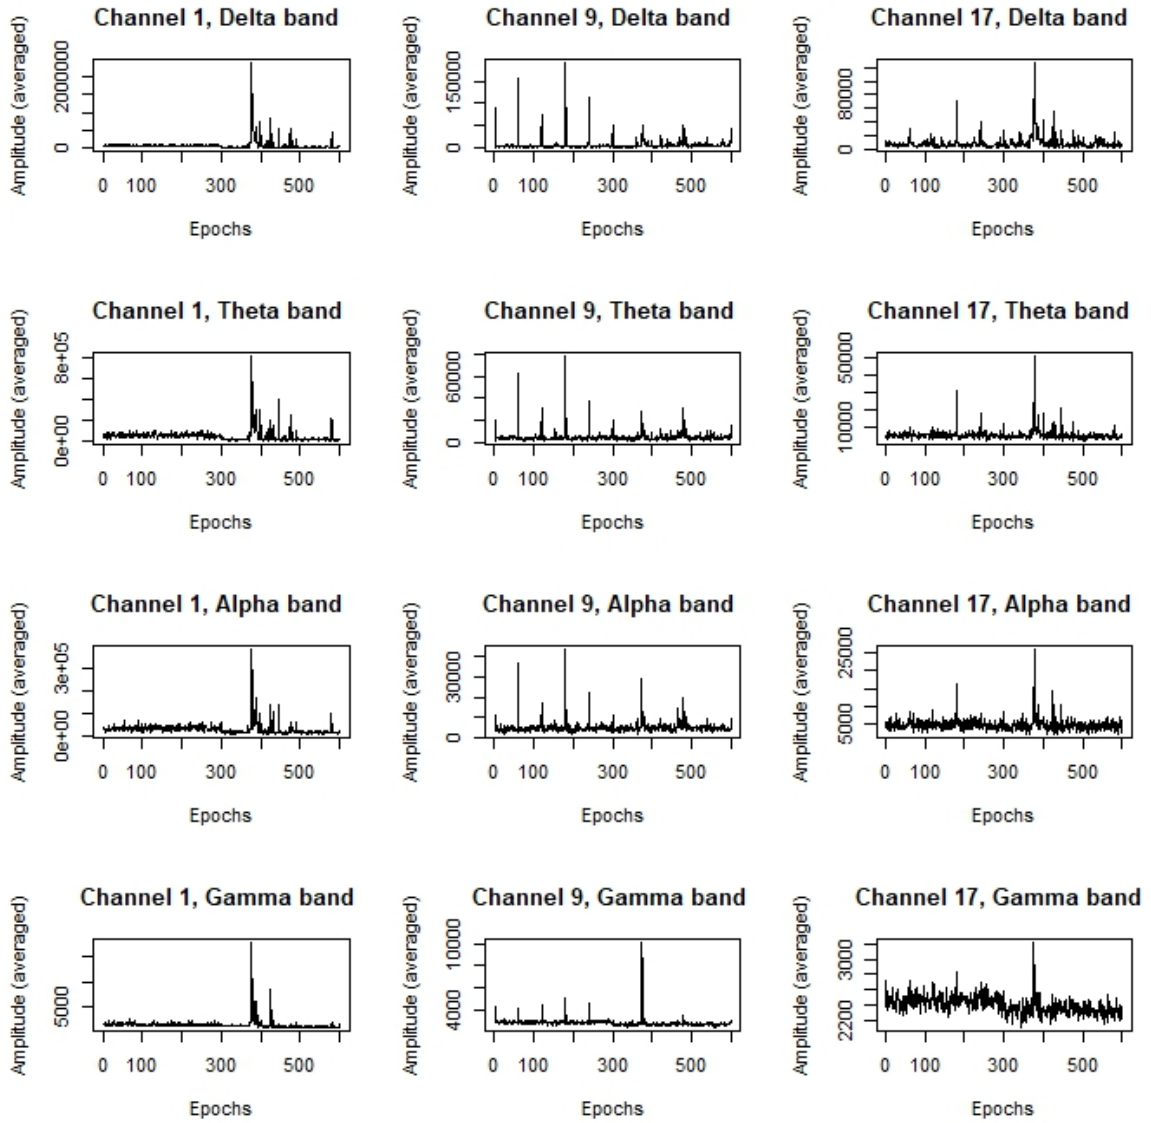 Channel 1, Delta band
Amplitude (averaged)
2000000
0
0 100 300 500
Epochs
Channel 9, Delta band
Amplitude (averaged)
150000
0
0 100 300 500
Epochs
Channel 17, Delta band
Amplitude (averaged)
80000
0
0 100 300 500
Epochs
Channel 1, Theta band
Amplitude (averaged)
8e+05
0e+00
0 100 300 500
Epochs
Channel 9, Theta band
Amplitude (averaged)
60000
0
0 100 300 500
Epochs
Channel 17, Theta band
Amplitude (averaged)
50000
10000
0 100 300 500
Epochs
Channel 1, Alpha band
Amplitude (averaged)
3e+05
0e+00
0 100 300 500
Epochs
Channel 9, Alpha band
Amplitude (averaged)
30000
0
0 100 300 500
Epochs
Channel 17, Alpha band
Amplitude (averaged)
25000
5000
0 100 300 500
Epochs
Channel 1, Gamma band
Amplitude (averaged)
5000
0 100 300 500
Epochs
Channel 9, Gamma band
Amplitude (averaged)
10000
4000
0 100 300 500
Epochs
Channel 17, Gamma band
Amplitude (averaged)
3000
2200
0 100 300 500
Epochs